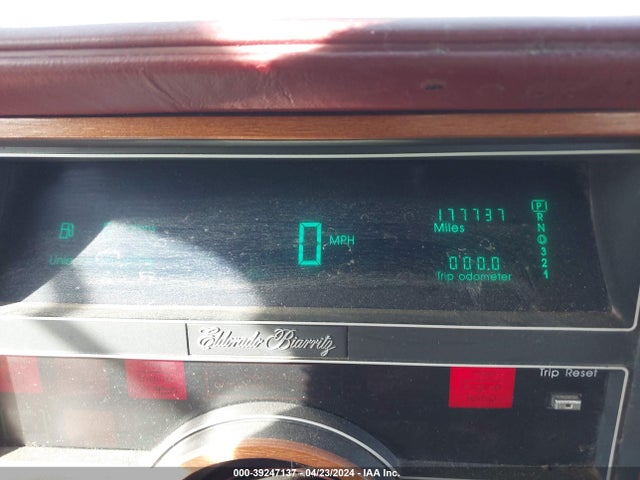 177737
Miles
0 MPH
000.0
Trip odometer
P
R
N
D
3
2
1
Eldorado Biarritz
Trip Reset
000-39247137 - 04/23/2024 - IAA Inc.